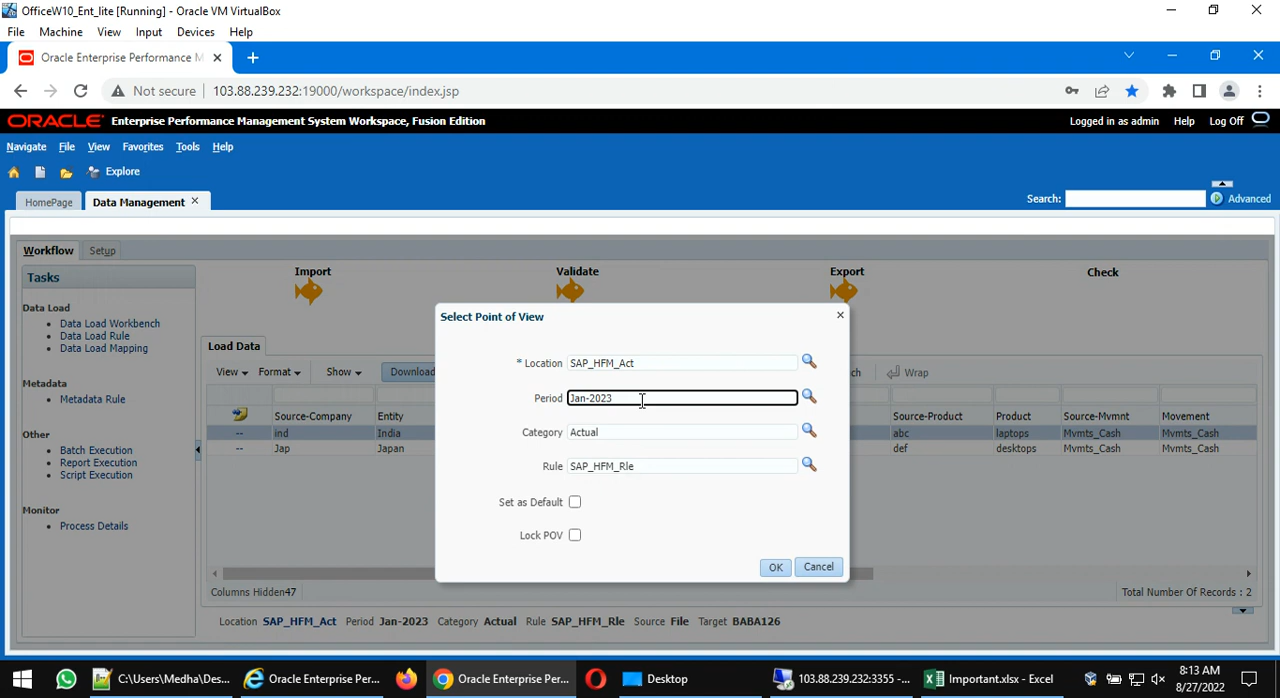 OfficeW10_Ent_lite [Running] - Oracle VM VirtualBox
File Machine View Input Devices Help
Oracle Enterprise Performance M
Not secure 103.88.239.232:19000/workspace/index.jsp
ORACLE Enterprise Performance Management System Workspace, Fusion Edition
Logged in as admin Help Log Off
Navigate File View Favorites Tools Help
Explore
HomePage Data Management Search: Advanced
Workflow Setup
Tasks
Data Load
Data Load Workbench
Data Load Rule
Data Load Mapping
Metadata
Metadata Rule
Other
Batch Execution
Report Execution
Script Execution
Monitor
Process Details
Import Validate Export Check
Load Data
View Format Show Download ch Wrap
Source-Company Entity Source-Product Product Source-Mvmnt Movement
-- ind India abc laptops Mvmts_Cash Mvmts_Cash
-- Jap Japan def desktops Mvmts_Cash Mvmts_Cash
Select Point of View
* Location SAP_HFM_Act
Period Jan-2023
Category Actual
Rule SAP_HFM_Rle
Set as Default
Lock POV
OK Cancel
Columns Hidden47 Total Number Of Records : 2
Location SAP_HFM_Act Period Jan-2023 Category Actual Rule SAP_HFM_Rle Source File Target BABA126
C:\Users\Medha\Des... Oracle Enterprise Per... Oracle Enterprise Per... Desktop 103.88.239.232:3355 -... Important.xlsx - Excel
8:13 AM
8/27/2022